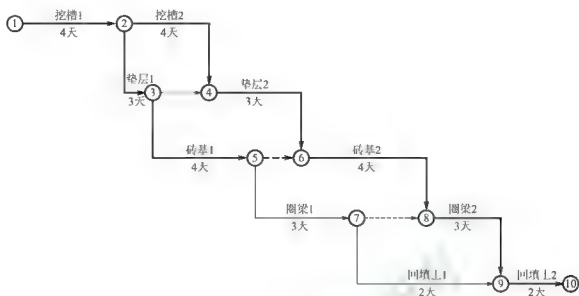 挖槽1
挖槽2
① ②
4天
4天
垫层1
垫层2
③ ④
3天
3天
砖基1
砖基2
⑤ ⑥
4天
4天
圈梁1
圈梁2
⑦ ⑧
3天
3天
回填土1
回填土2
⑨ ⑩
2天
2天